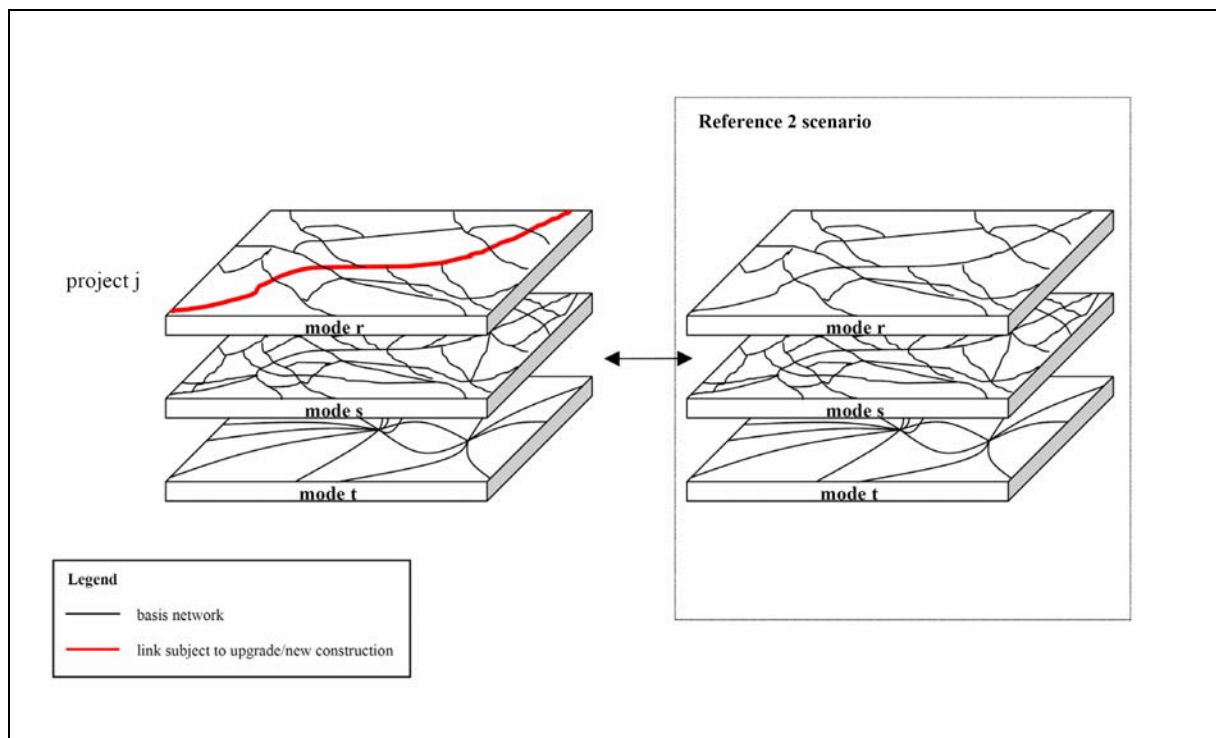 Reference 2 scenario
project j
mode r
mode r
mode s
mode s
mode t
mode t
Legend
basis network
link subject to upgrade/new construction